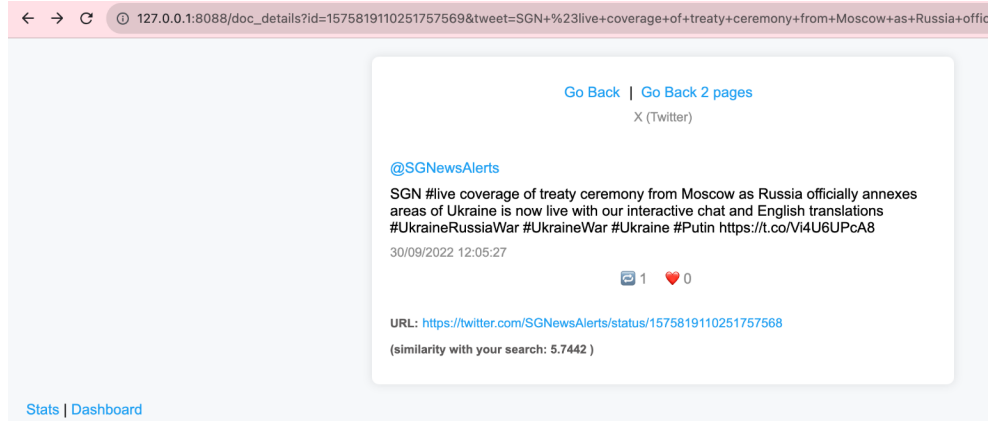 127.0.0.1:8088/doc_details?id=1575819110251757569&tweet=SGN+%23live+coverage+of+treaty+ceremony+from+Moscow+as+Russia+offic
Go Back | Go Back 2 pages
X (Twitter)
@SGNewsAlerts
SGN #live coverage of treaty ceremony from Moscow as Russia officially annexes
areas of Ukraine is now live with our interactive chat and English translations
#UkraineRussiaWar #UkraineWar #Ukraine #Putin https://t.co/Vi4U6UPcA8
30/09/2022 12:05:27
1 0
URL: https://twitter.com/SGNewsAlerts/status/1575819110251757568
(similarity with your search: 5.7442 )
Stats | Dashboard